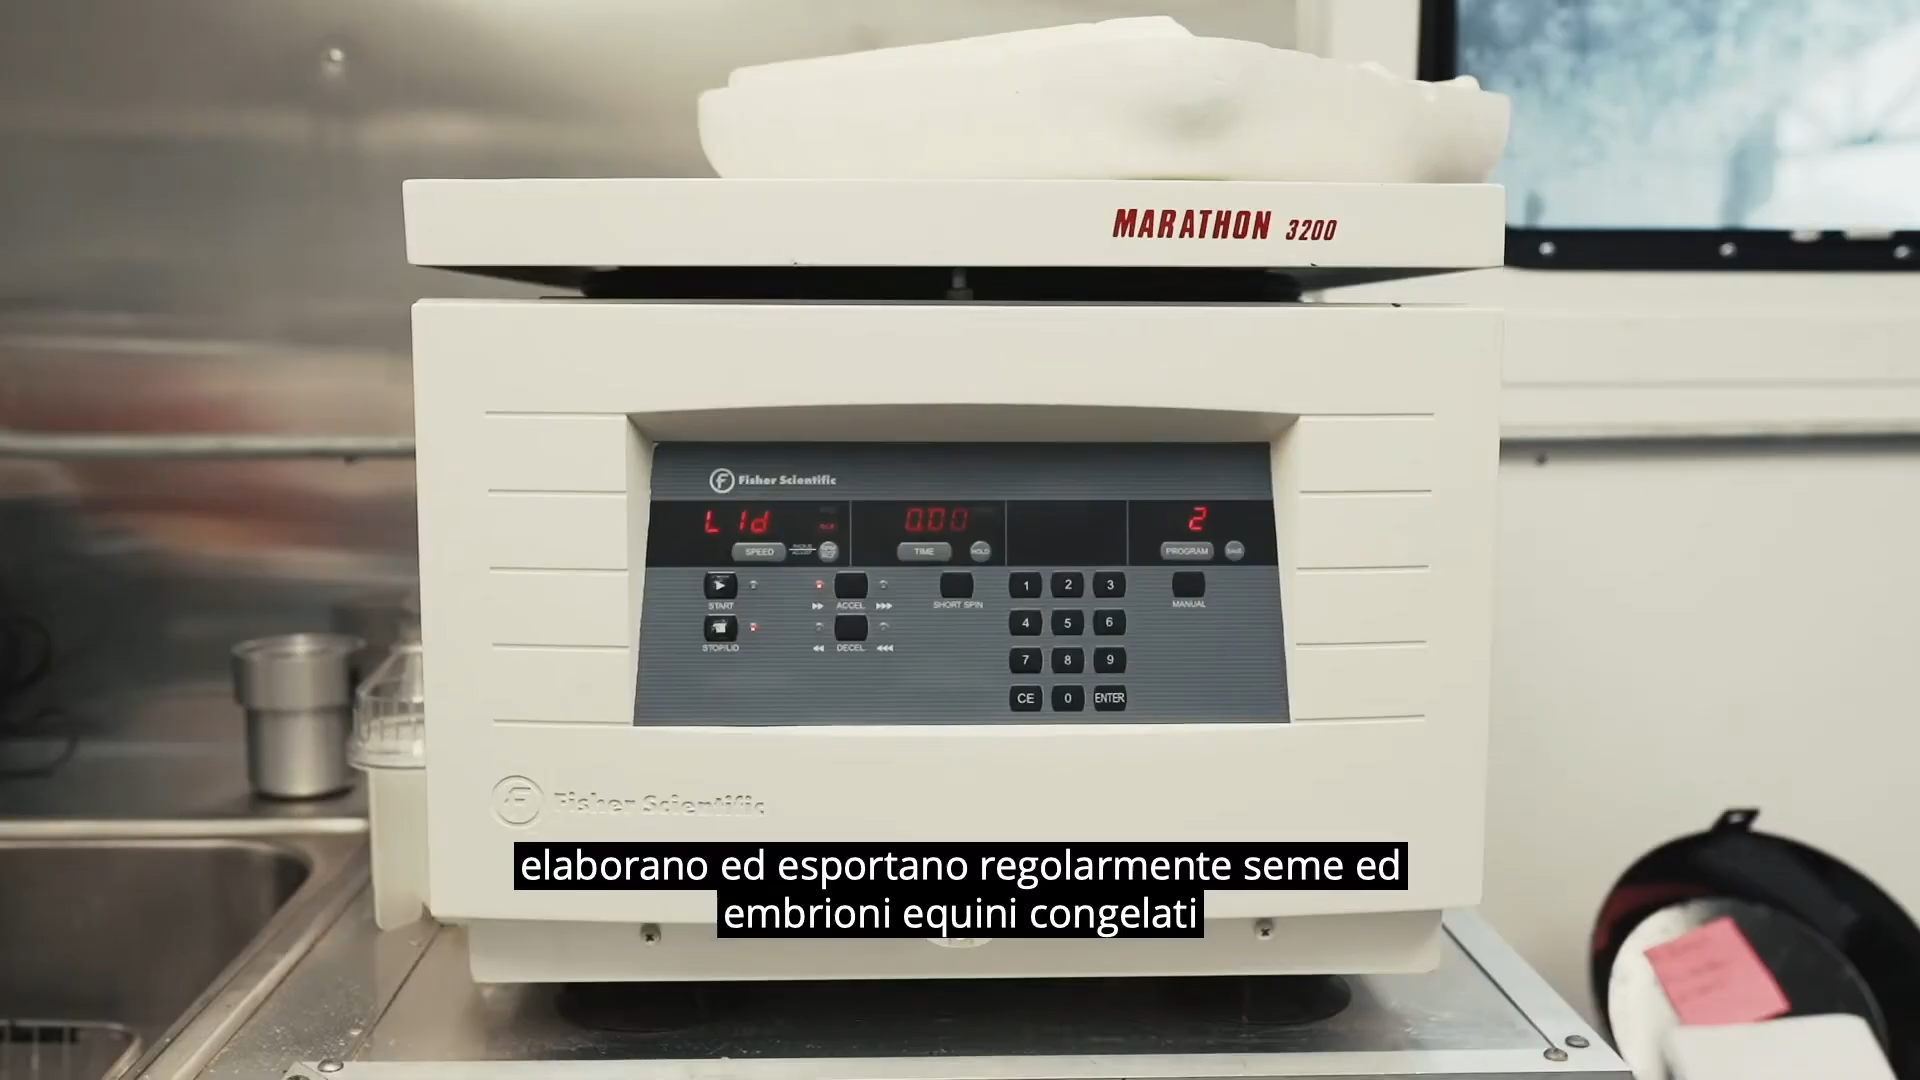 MARATHON 3200
Fisher Scientific
LId
0:00
2
SPEED
TIME
HOLD
PROGRAM
SAVE
START
ACCEL
SHORT SPIN
1 2 3
MANUAL
STOP/LID
DECEL
4 5 6
7 8 9
CE 0 ENTER
Fisher Scientific
elaborano ed esportano regolarmente seme ed
embrioni equini congelati